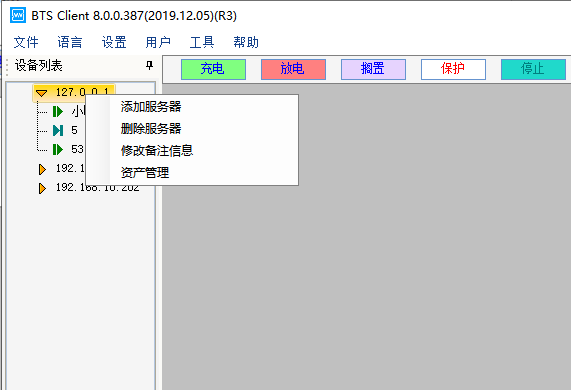 BTS Client 8.0.0.387(2019.12.05)(R3)
文件 语言 设置 用户 工具 帮助
设备列表
充电 放电 搁置 保护 停止
127.0.0.1
添加服务器
删除服务器
修改备注信息
资产管理
小
5
53
192.1
192.168.10.202